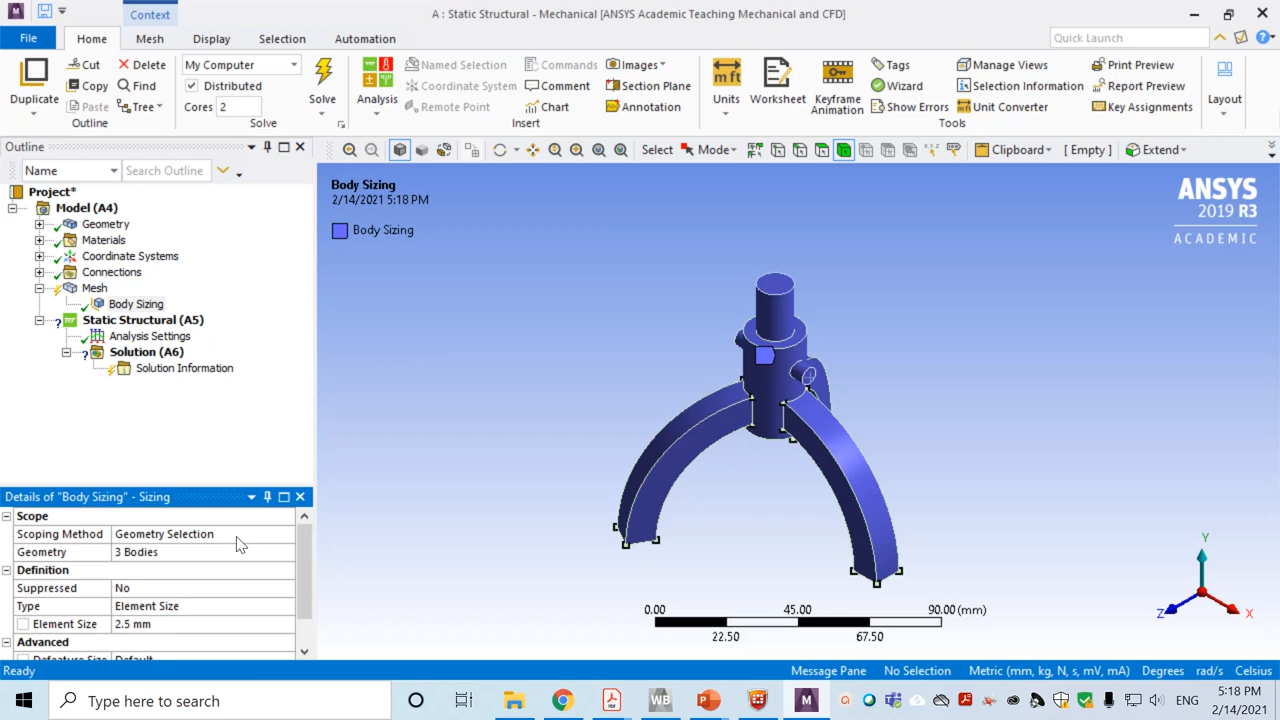 Context
A : Static Structural - Mechanical [ANSYS Academic Teaching Mechanical and CFD]
File
Home
Mesh
Display
Selection
Automation
Quick Launch
Duplicate
Cut
Delete
Copy
Find
Paste
Tree
Outline
My Computer
Distributed
Cores 2
Solve
Solve
Analysis
Named Selection
Coordinate System
Remote Point
Commands
Comment
Chart
Images
Section Plane
Annotation
Insert
Units
Worksheet
Keyframe
Animation
Tags
Wizard
Show Errors
Manage Views
Selection Information
Unit Converter
Print Preview
Report Preview
Key Assignments
Tools
Layout
Outline
Name
Search Outline
Select
Mode
Clipboard
[ Empty ]
Extend
Project*
Model (A4)
Geometry
Materials
Coordinate Systems
Connections
Mesh
Body Sizing
Static Structural (A5)
Analysis Settings
Solution (A6)
Solution Information
Body Sizing
2/14/2021 5:18 PM
Body Sizing
ANSYS
2019 R3
ACADEMIC
0.00
45.00
90.00 (mm)
22.50
67.50
Y
Z
X
Details of "Body Sizing" - Sizing
Scope
Scoping Method Geometry Selection
Geometry 3 Bodies
Definition
Suppressed No
Type Element Size
Element Size 2.5 mm
Advanced
Defeature Size Default
Ready
Message Pane
No Selection
Metric (mm, kg, N, s, mV, mA)
Degrees
rad/s
Celsius
Type here to search
ENG
5:18 PM
2/14/2021